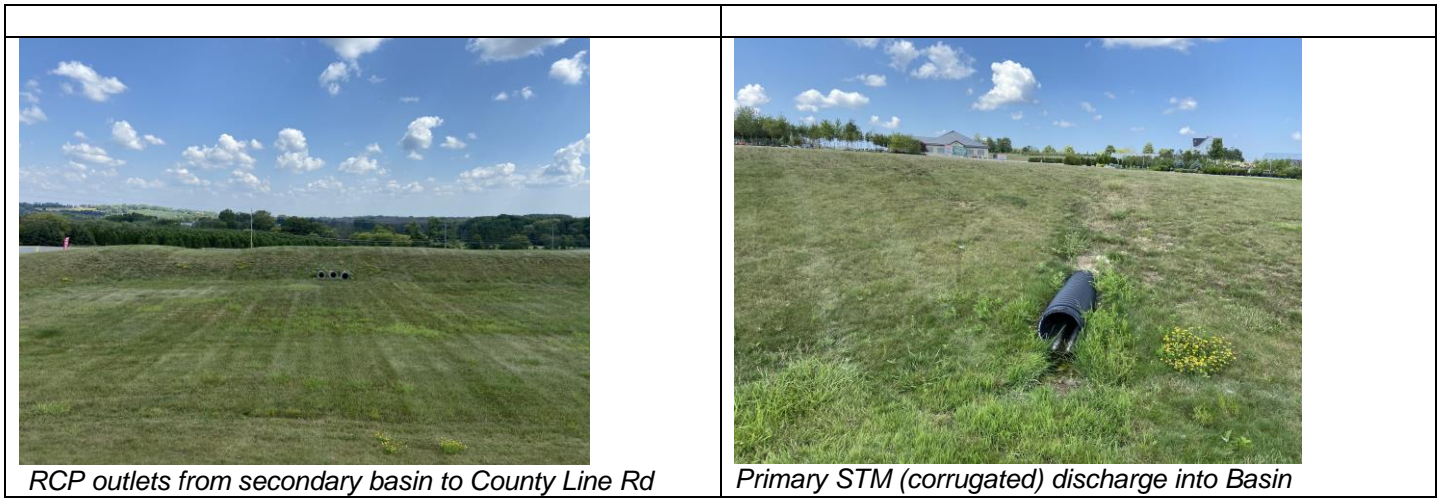 RCP outlets from secondary basin to County Line Rd
Primary STM (corrugated) discharge into Basin